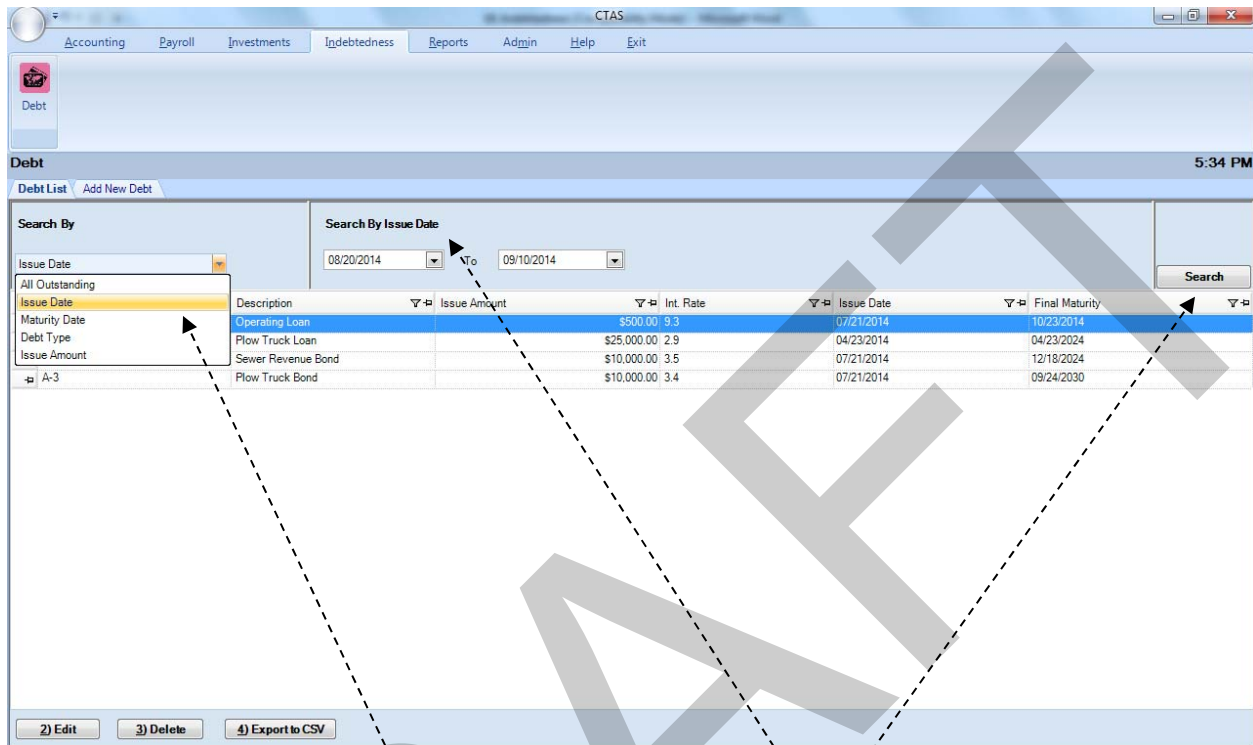 CTAS
Accounting Payroll Investments Indebtedness Reports Admin Help Exit
Debt
Debt 5:34 PM
Debt List Add New Debt
Search By Search By Issue Date
Issue Date 08/20/2014 To 09/10/2014
Search
All Outstanding
Issue Date
Maturity Date
Debt Type
Issue Amount
Description Issue Amount Int. Rate Issue Date Final Maturity
Operating Loan $500.00 9.3 07/21/2014 10/23/2014
Plow Truck Loan $25,000.00 2.9 04/23/2014 04/23/2024
Sewer Revenue Bond $10,000.00 3.5 07/21/2014 12/18/2024
A-3 Plow Truck Bond $10,000.00 3.4 07/21/2014 09/24/2030
2) Edit 3) Delete 4) Export to CSV
AFT